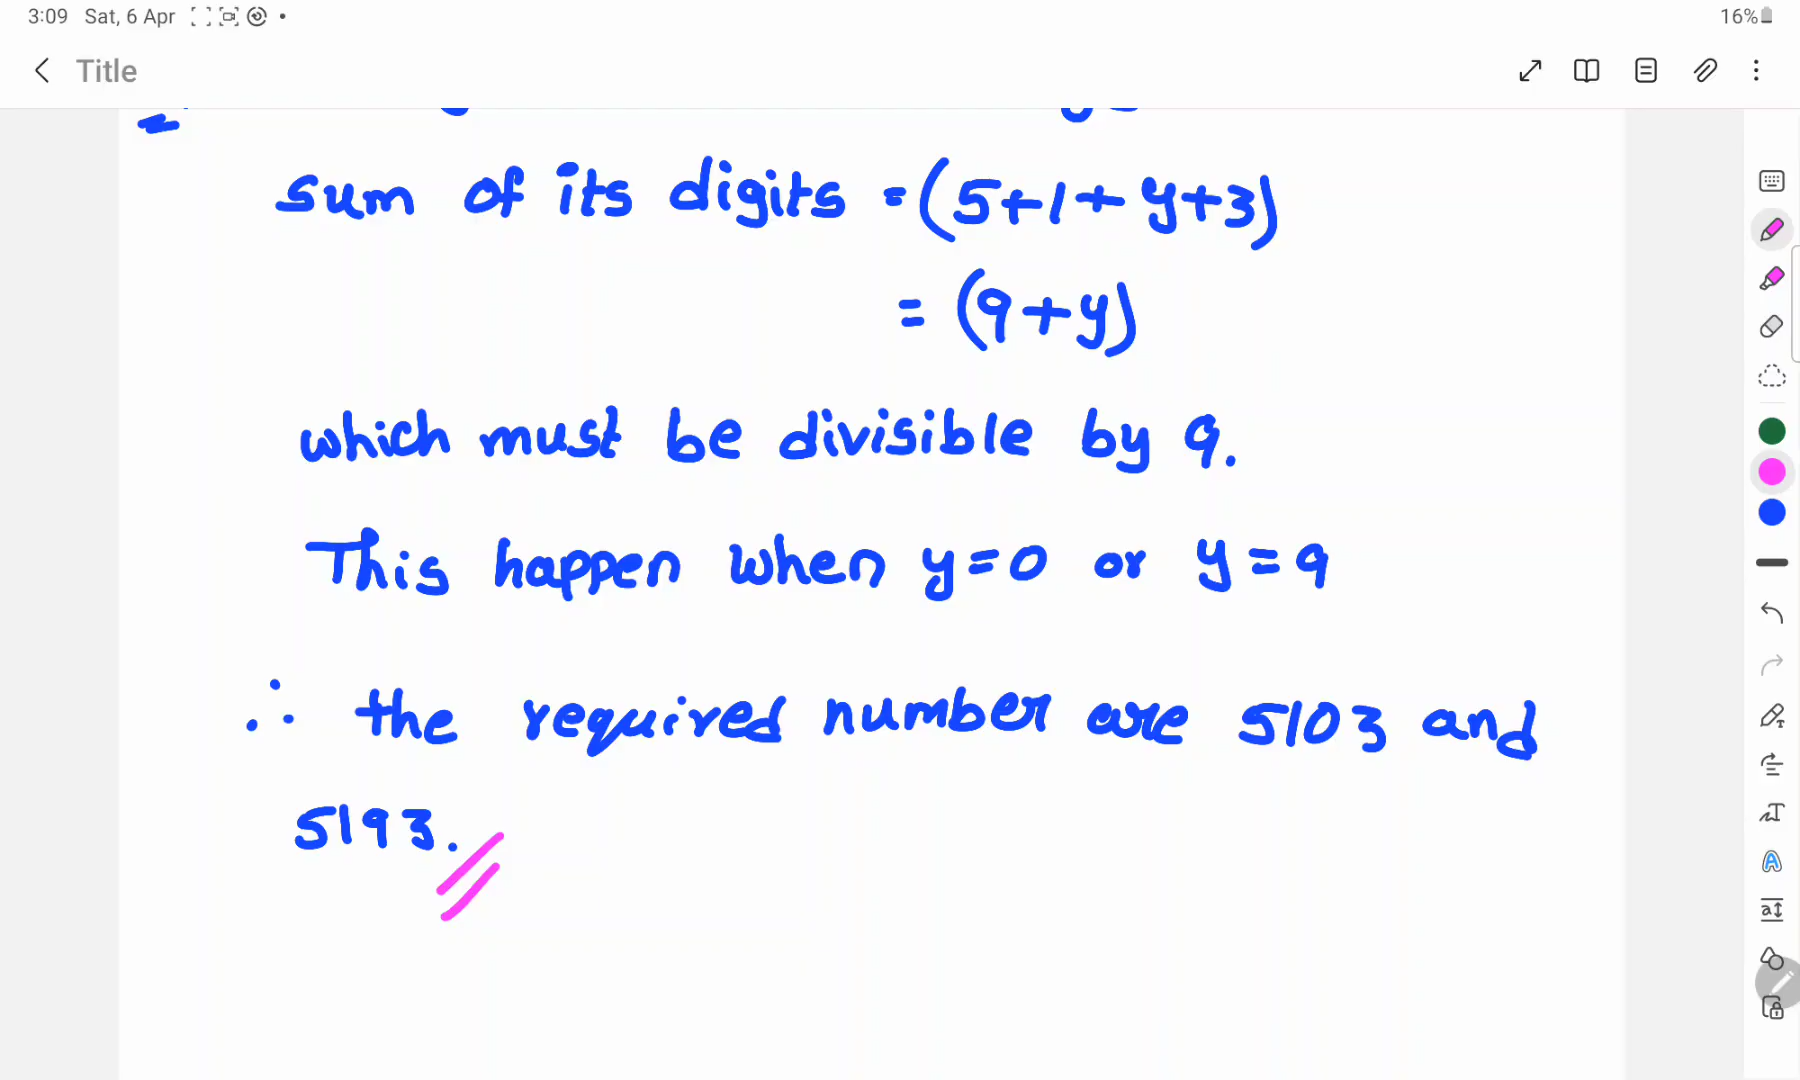 3:09 Sat, 6 Apr
16%
Title
sum of its digits = (5+1+y+3)
= (9+y)
which must be divisible by 9.
This happen when y=0 or y=9
∴ the required number are 5103 and
5193.